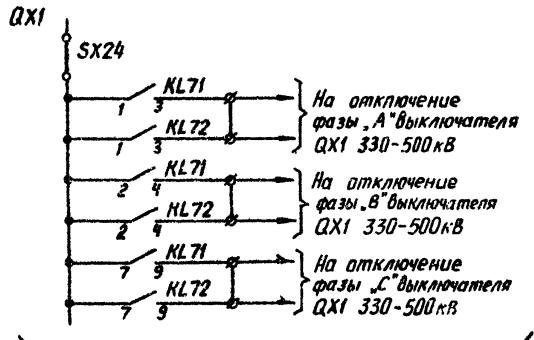 QX1
SX24
KL71
1 3
На отключение
фазы „А" выключателя
QX1 330-500кВ
KL72
1 3
KL71
2 4
На отключение
фазы „В" выключателя
QX1 330-500кВ
KL72
2 4
KL71
7 9
На отключение
фазы „С" выключателя
QX1 330-500кВ
KL72
7 9